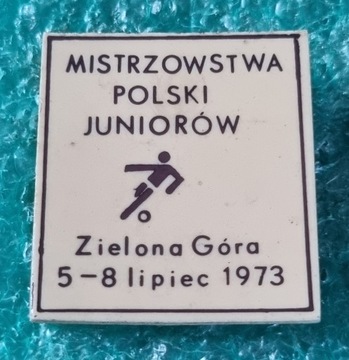 MISTRZOWSTWA
POLSKI
JUNIORÓW
Zielona Góra
5-8 lipiec 1973